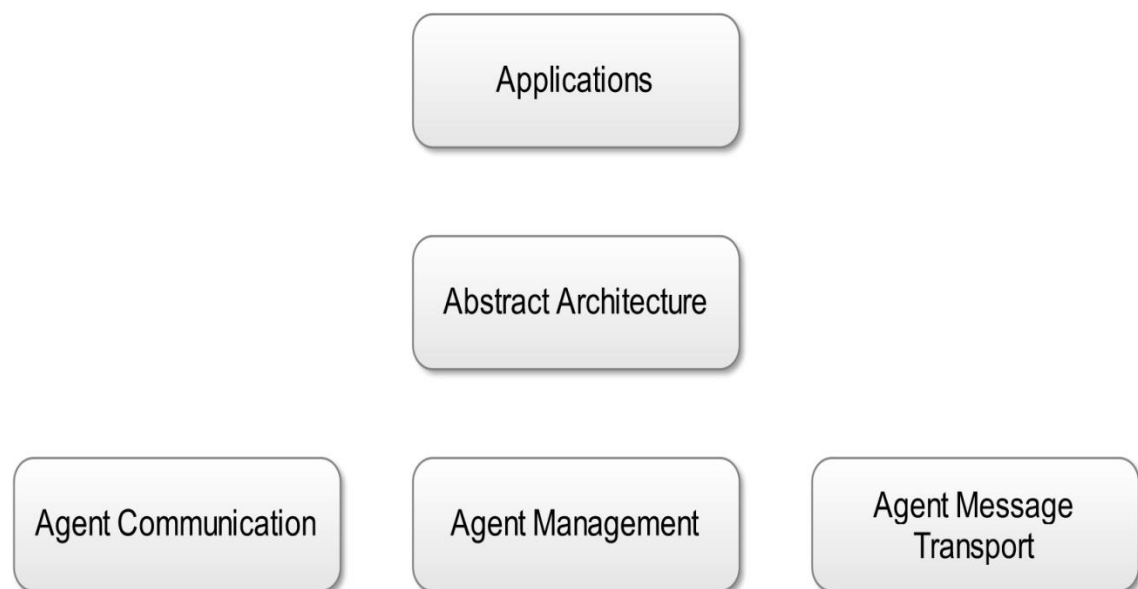 Applications
Abstract Architecture
Agent Communication
Agent Management
Agent Message
Transport